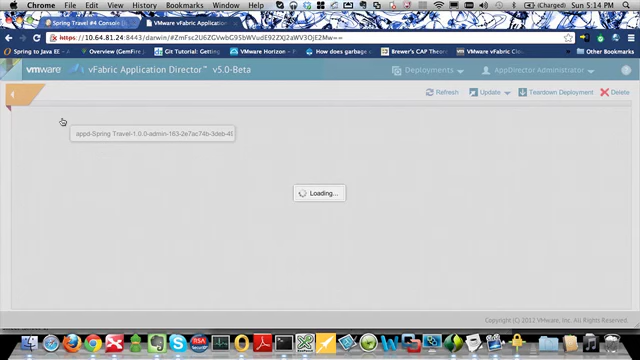 Chrome File Edit View History Bookmarks Window Help
(Charged) Sun 5:14 PM
Spring Travel #4 Console
VMware vFabric Application
https://10.64.81.24:8443/darwin/
Spring to Java EE
Overview (GemFire
Git Tutorial: Getting
VMware Horizon
How does garbage
Brewer's CAP Theore
VMware vFabric Clou
Other Bookmarks
vmware vFabric Application Director™ v5.0-Beta
Deployments
AppDirector Administrator
Refresh Update Teardown Deployment Delete
appd-Spring Travel-1.0.0-admin-163-2e7ac74b-3deb-4
Loading...
Copyright (C) 2012 VMware, Inc. All Rights Reserved.